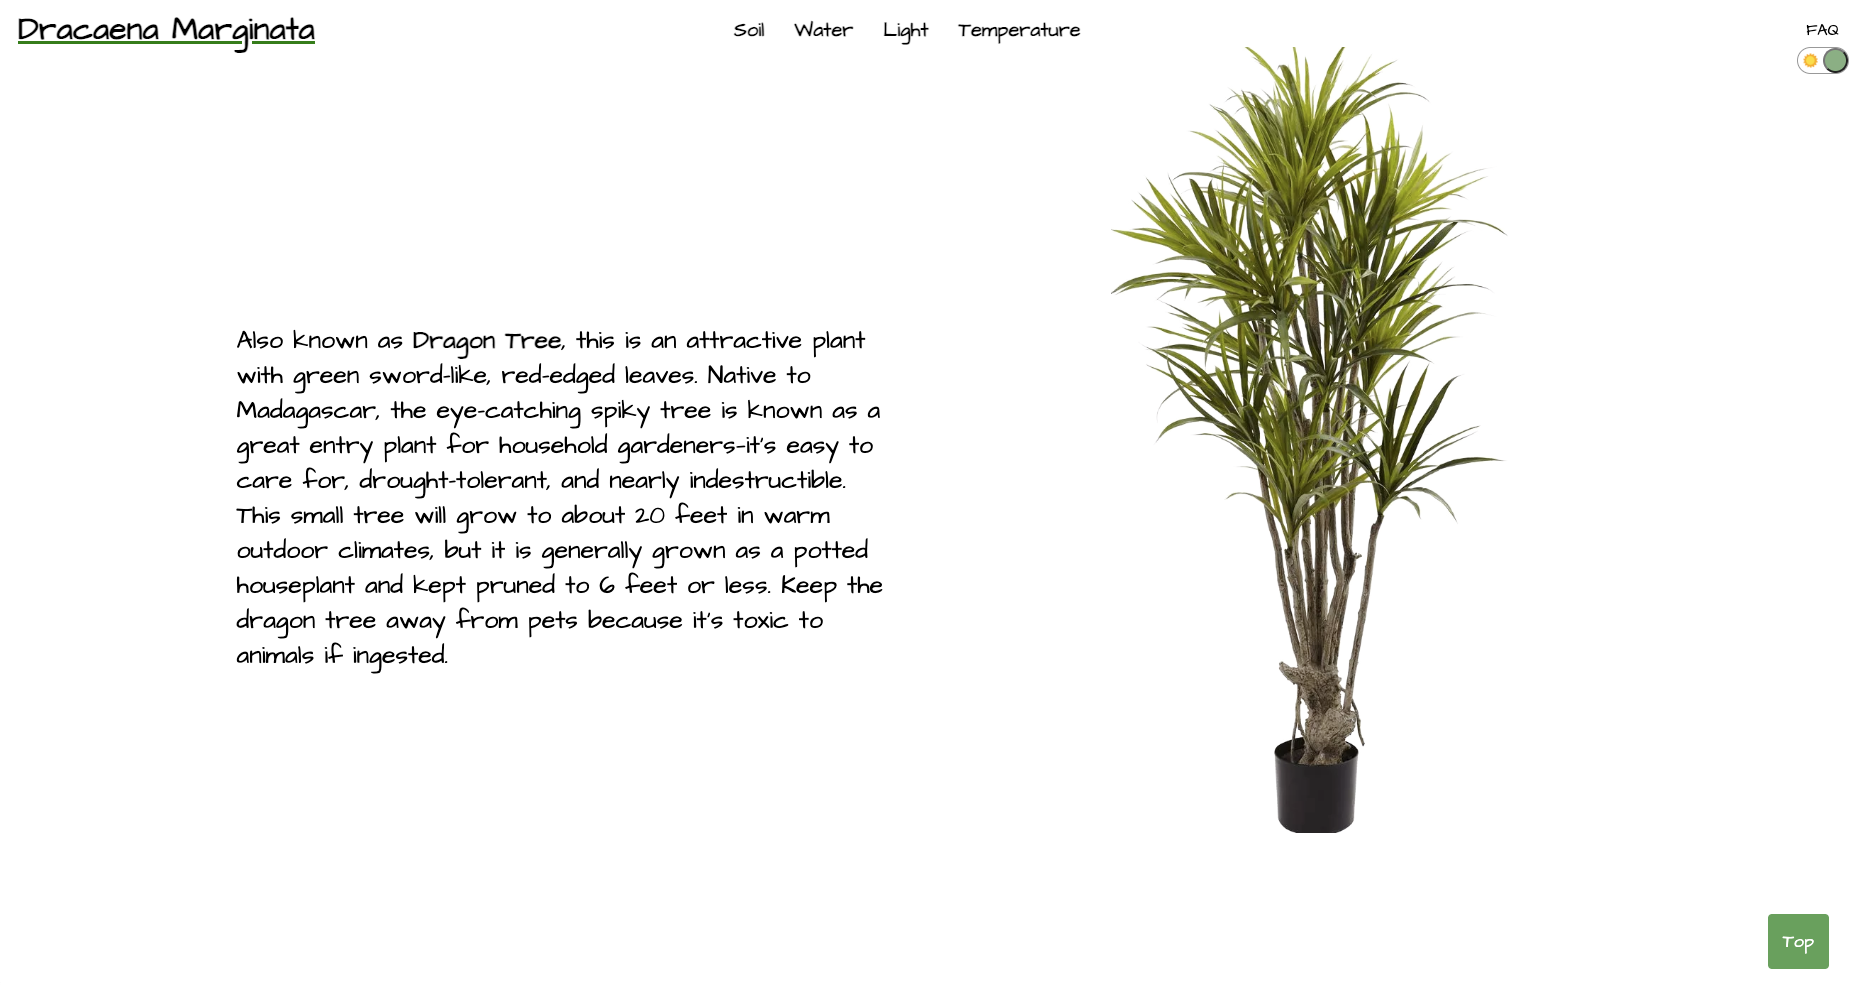 Dracaena Marginata
Soil Water Light Temperature
FAQ
Also known as Dragon Tree, this is an attractive plant
with green sword-like, red-edged leaves. Native to
Madagascar, the eye-catching spiky tree is known as a
great entry plant for household gardeners-it's easy to
care for, drought-tolerant, and nearly indestructible.
This small tree will grow to about 20 feet in warm
outdoor climates, but it is generally grown as a potted
houseplant and kept pruned to 6 feet or less. Keep the
dragon tree away from pets because it's toxic to
animals if ingested.
Top